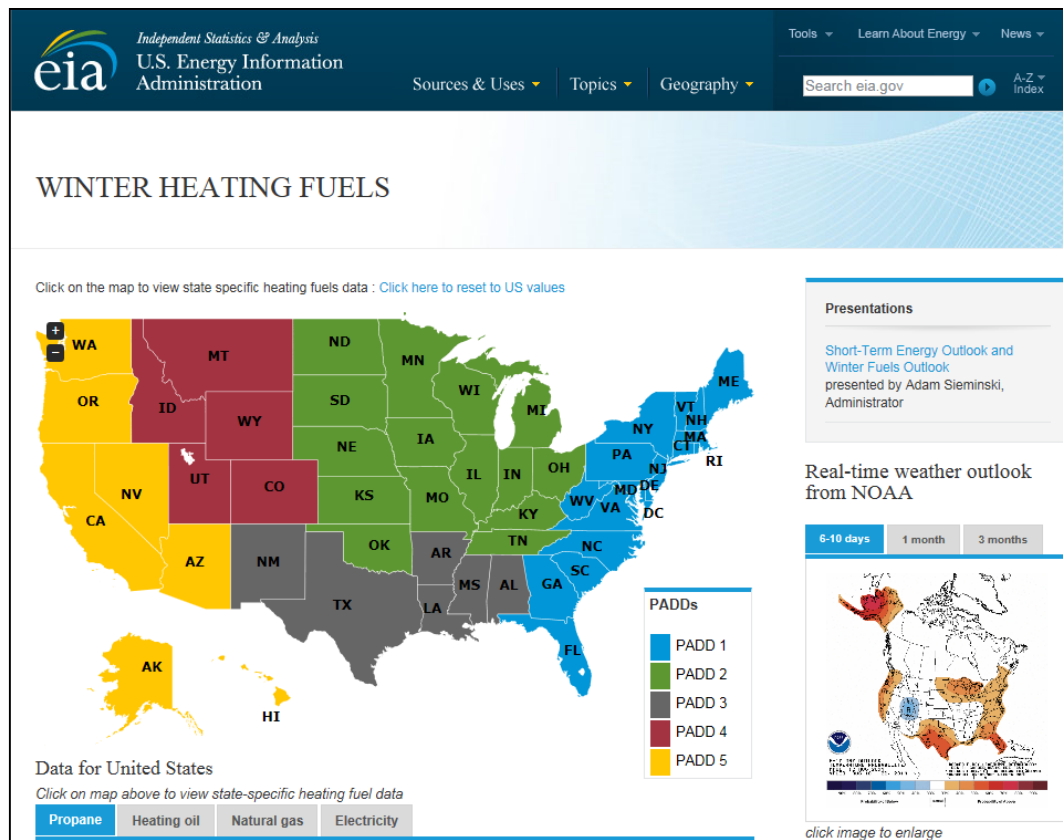 Independent Statistics & Analysis
U.S. Energy Information
Administration
eia
Sources & Uses
Topics
Geography
Tools
Learn About Energy
News
Search eia.gov
A-Z
Index
WINTER HEATING FUELS
Click on the map to view state specific heating fuels data : Click here to reset to US values
+
−
WA
OR
CA
NV
AZ
AK
HI
MT
ID
WY
UT
CO
ND
SD
NE
KS
OK
MN
IA
MO
WI
IL
MI
IN
OH
KY
TN
NM
TX
AR
LA
MS
AL
ME
VT
NH
NY
MA
CT
RI
PA
NJ
MD
DE
DC
WV
VA
NC
SC
GA
FL
PADDs
PADD 1
PADD 2
PADD 3
PADD 4
PADD 5
Data for United States
Click on map above to view state-specific heating fuel data
Propane
Heating oil
Natural gas
Electricity
Presentations
Short-Term Energy Outlook and
Winter Fuels Outlook
presented by Adam Sieminski,
Administrator
Real-time weather outlook
from NOAA
6-10 days
1 month
3 months
click image to enlarge